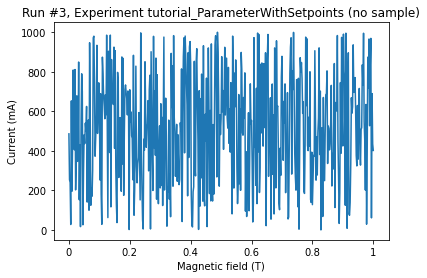 Run #3, Experiment tutorial_ParameterWithSetpoints (no sample)
1000
800
600
400
200
0
Current (mA)
0 0.2 0.4 0.6 0.8 1
Magnetic field (T)